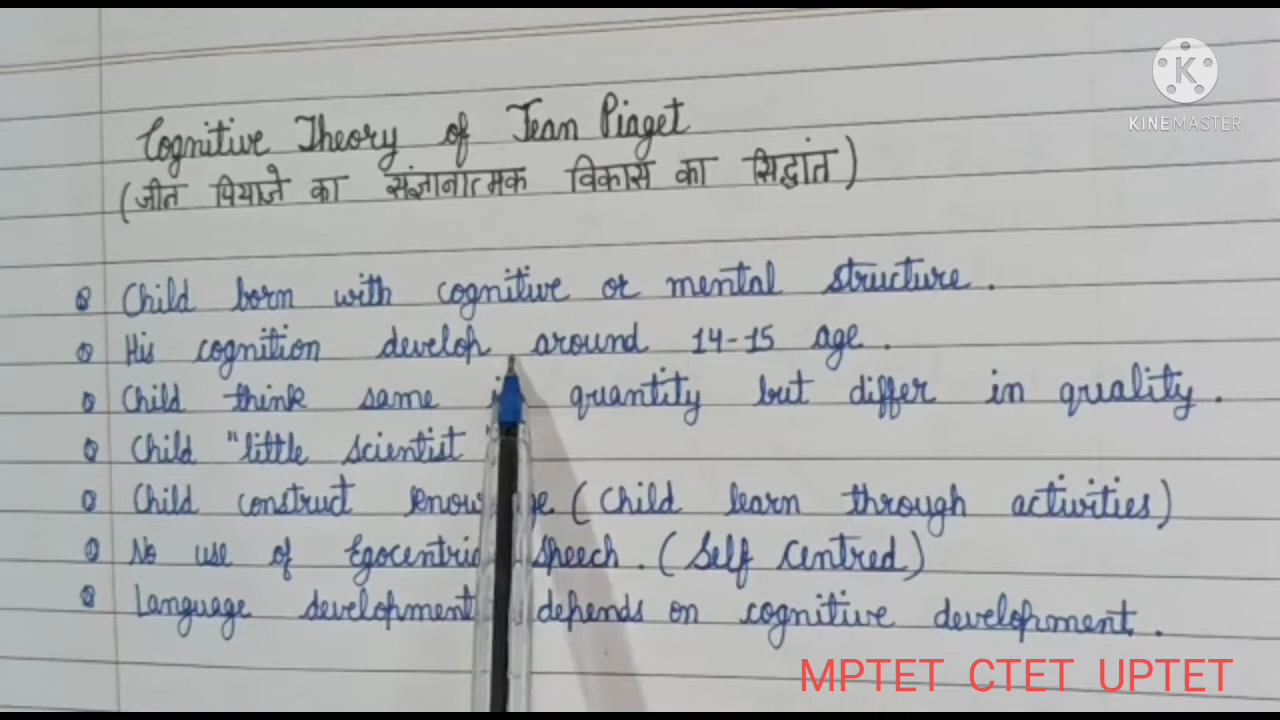 K
KINEMASTER
Cognitive Theory of Jean Piaget
(जीत पियाजे का संज्ञानात्मक विकास का सिद्धांत)
Child born with cognitive or mental structure.
His cognition develop around 14-15 age.
Child think same quantity but differ in quality.
Child "little scientist
Child construct (Child learn through activities)
No use of speech. (Self Centred)
Language development depends on cognitive development.
MPTET CTET UPTET